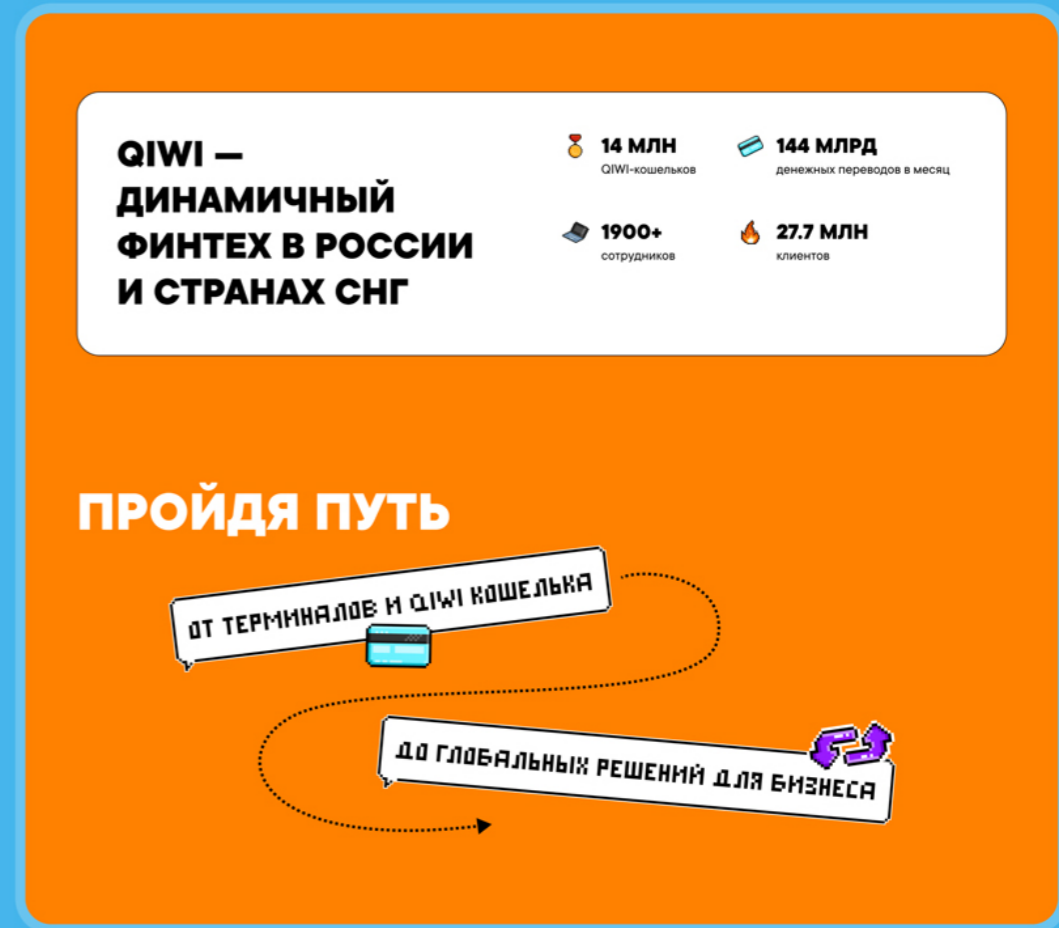 QIWI —
ДИНАМИЧНЫЙ
ФИНТЕХ В РОССИИ
И СТРАНАХ СНГ
14 МЛН
QIWI-кошельков
144 МЛРД
денежных переводов в месяц
1900+
сотрудников
27.7 МЛН
клиентов
ПРОЙДЯ ПУТЬ
ОТ ТЕРМИНАЛОВ И QIWI КОШЕЛЬКА
ДО ГЛОБАЛЬНЫХ РЕШЕНИЙ ДЛЯ БИЗНЕСА